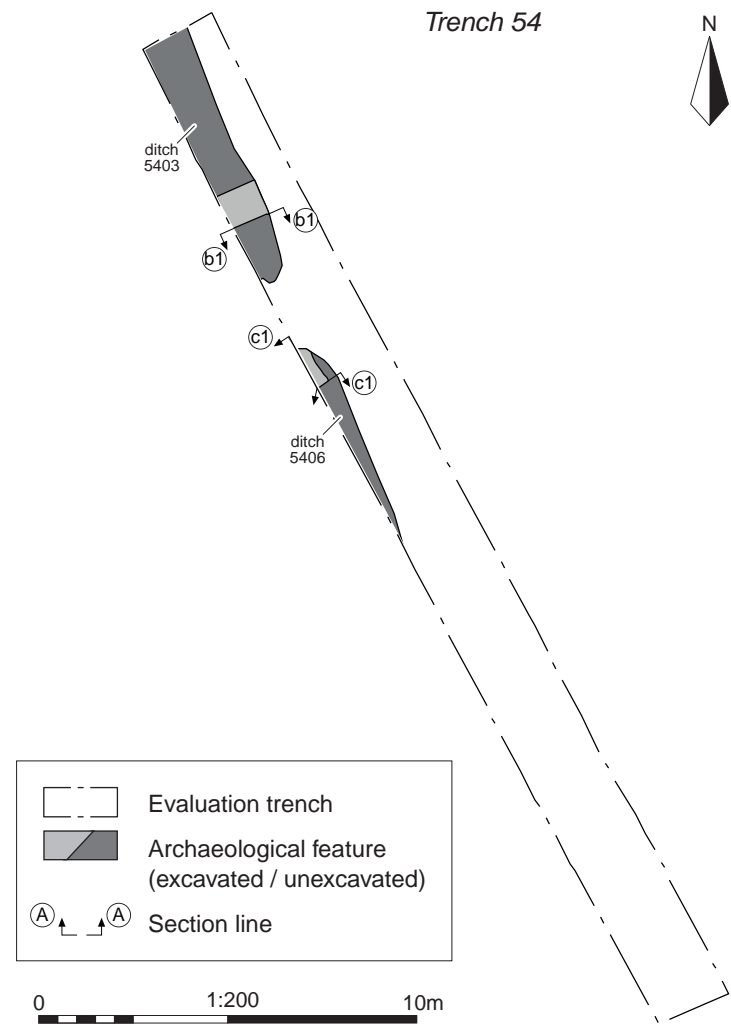 Trench 54
N
ditch
5403
b1
b1
c1
c1
ditch
5406
Evaluation trench
Archaeological feature
(excavated / unexcavated)
A A
Section line
0 1:200 10m